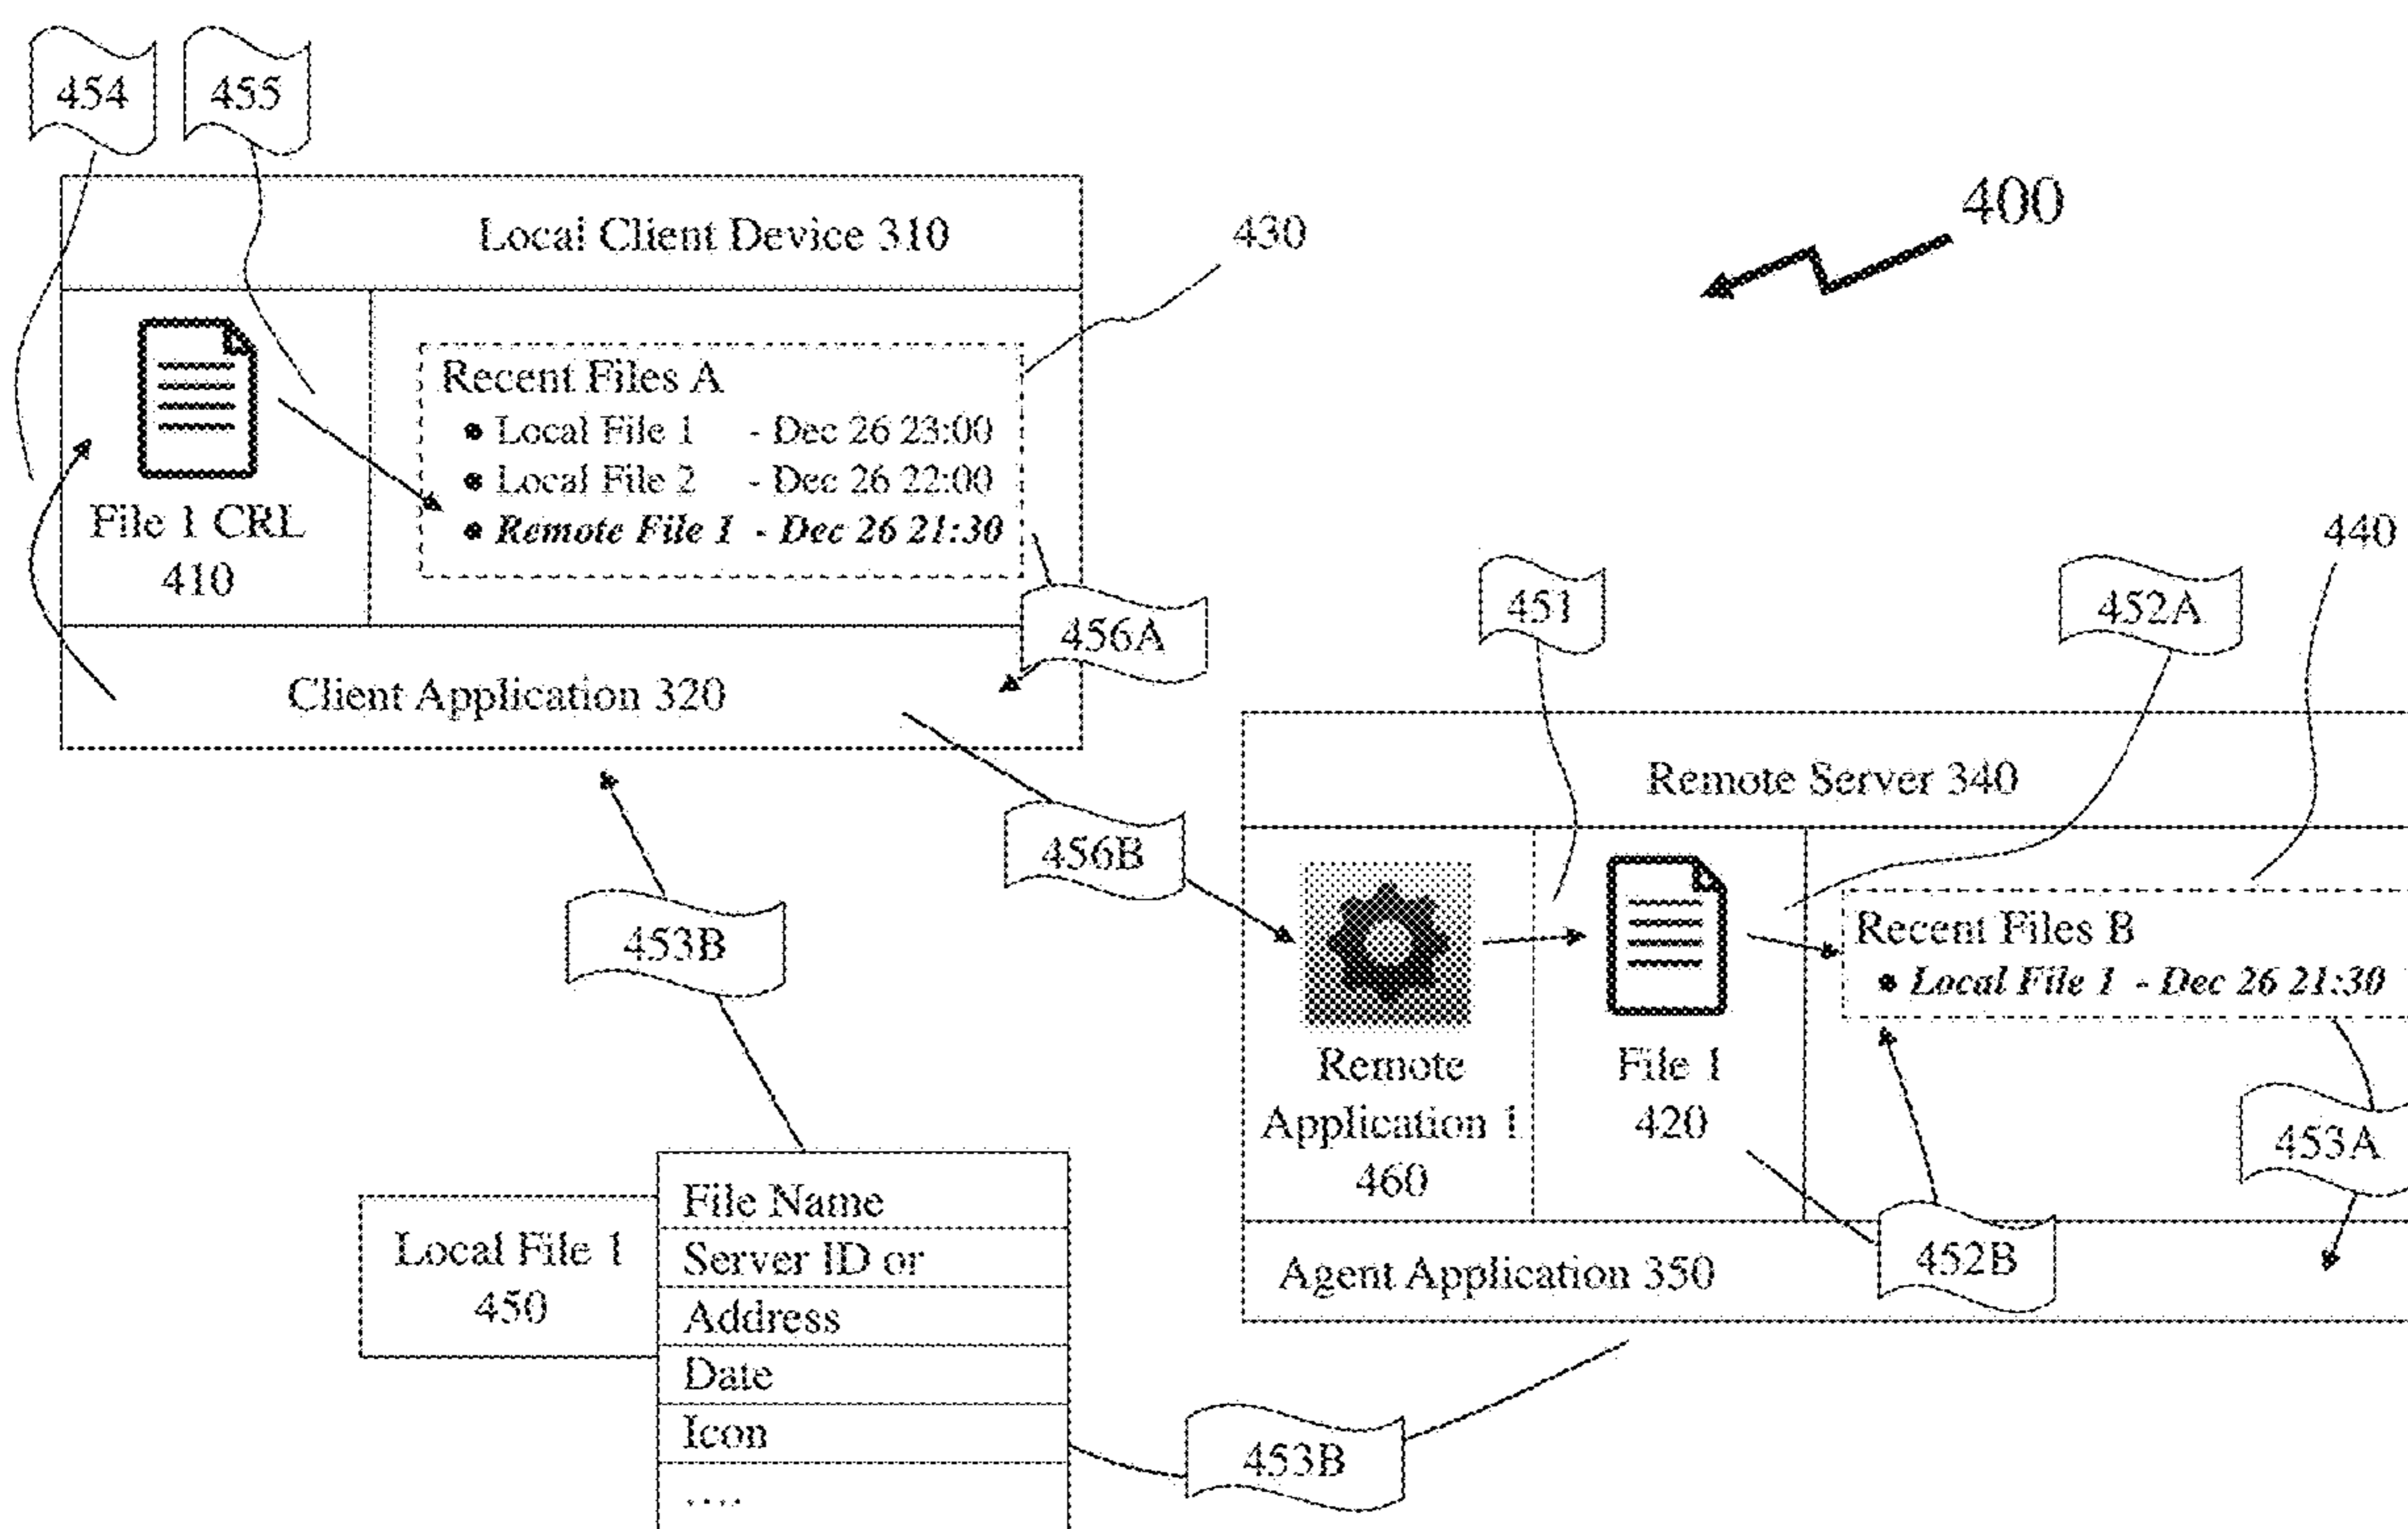 454
455
400
Local Client Device 310
430
Recent Files A
• Local File 1 - Dec 26 23:00
• Local File 2 - Dec 26 22:00
• Remote File 1 - Dec 26 21:30
File 1 CRL
410
456A
Client Application 320
451
452A
440
Remote Server 340
456B
453B
Recent Files B
• Local File 1 - Dec 26 21:30
Remote
Application 1
460
File 1
420
453A
452B
Agent Application 350
Local File 1
450
File Name
Server ID or
Address
Date
Icon
....
453B